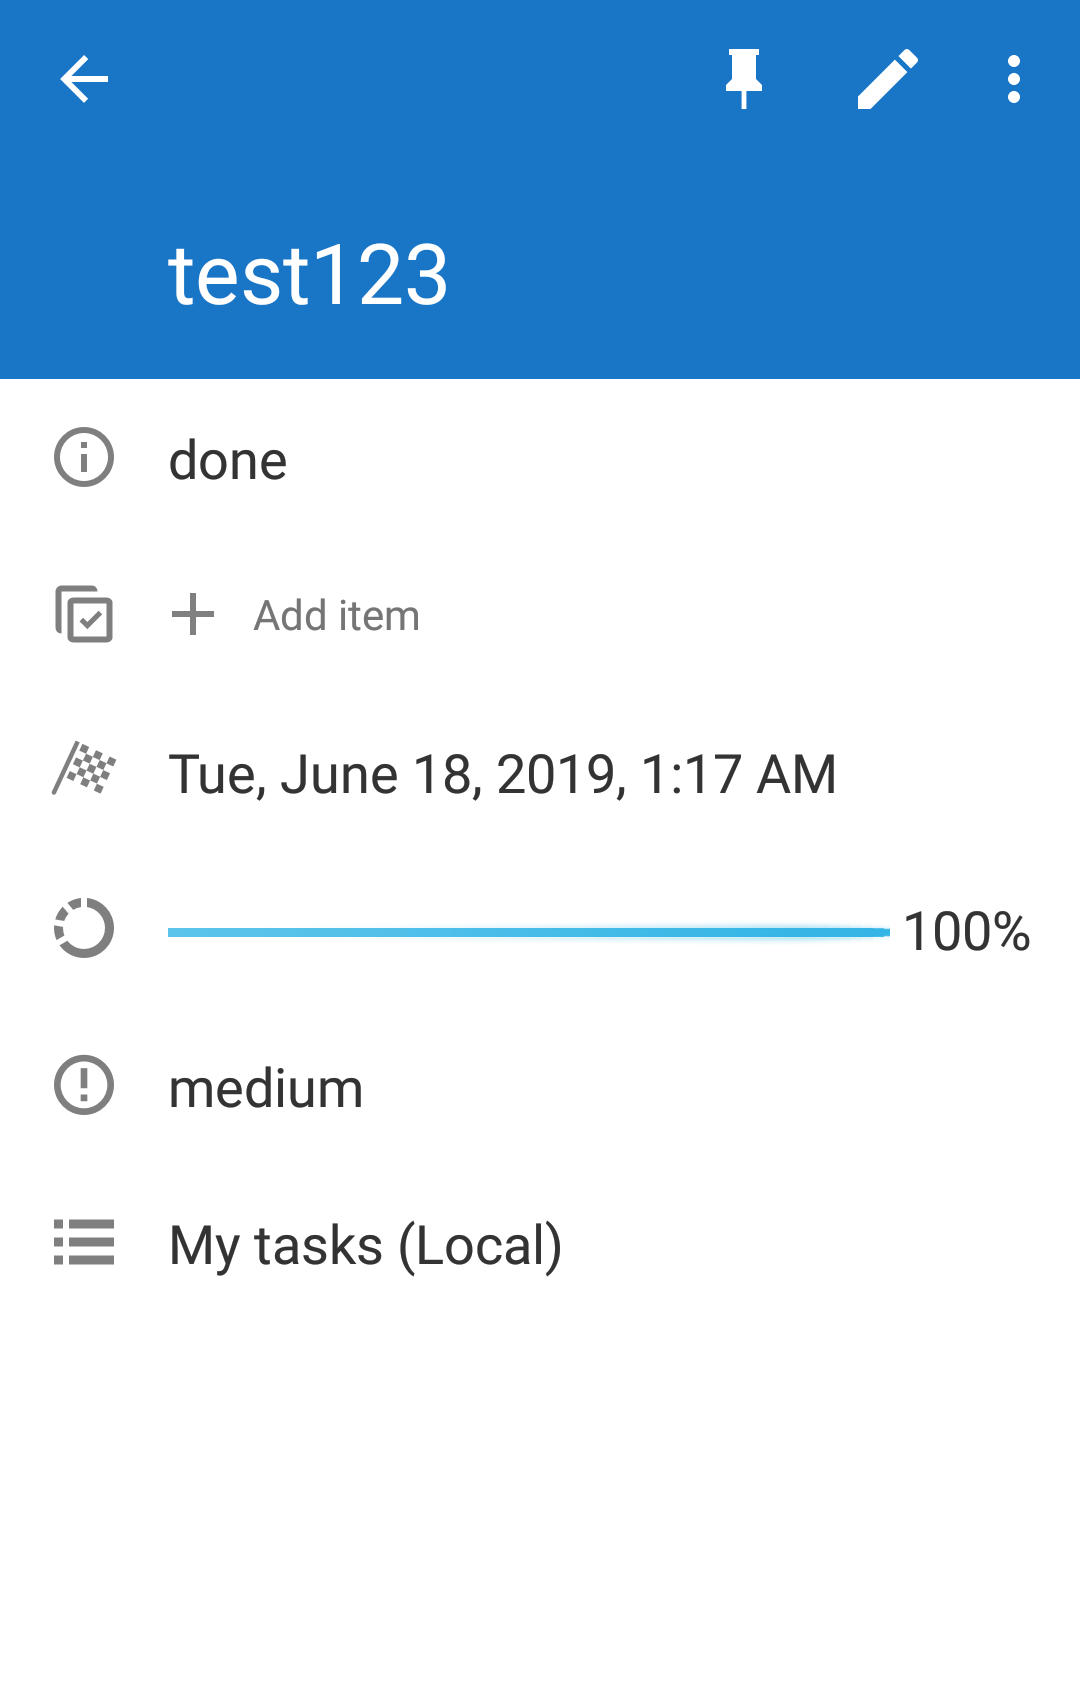 test123
done
Add item
Tue, June 18, 2019, 1:17 AM
100%
medium
My tasks (Local)